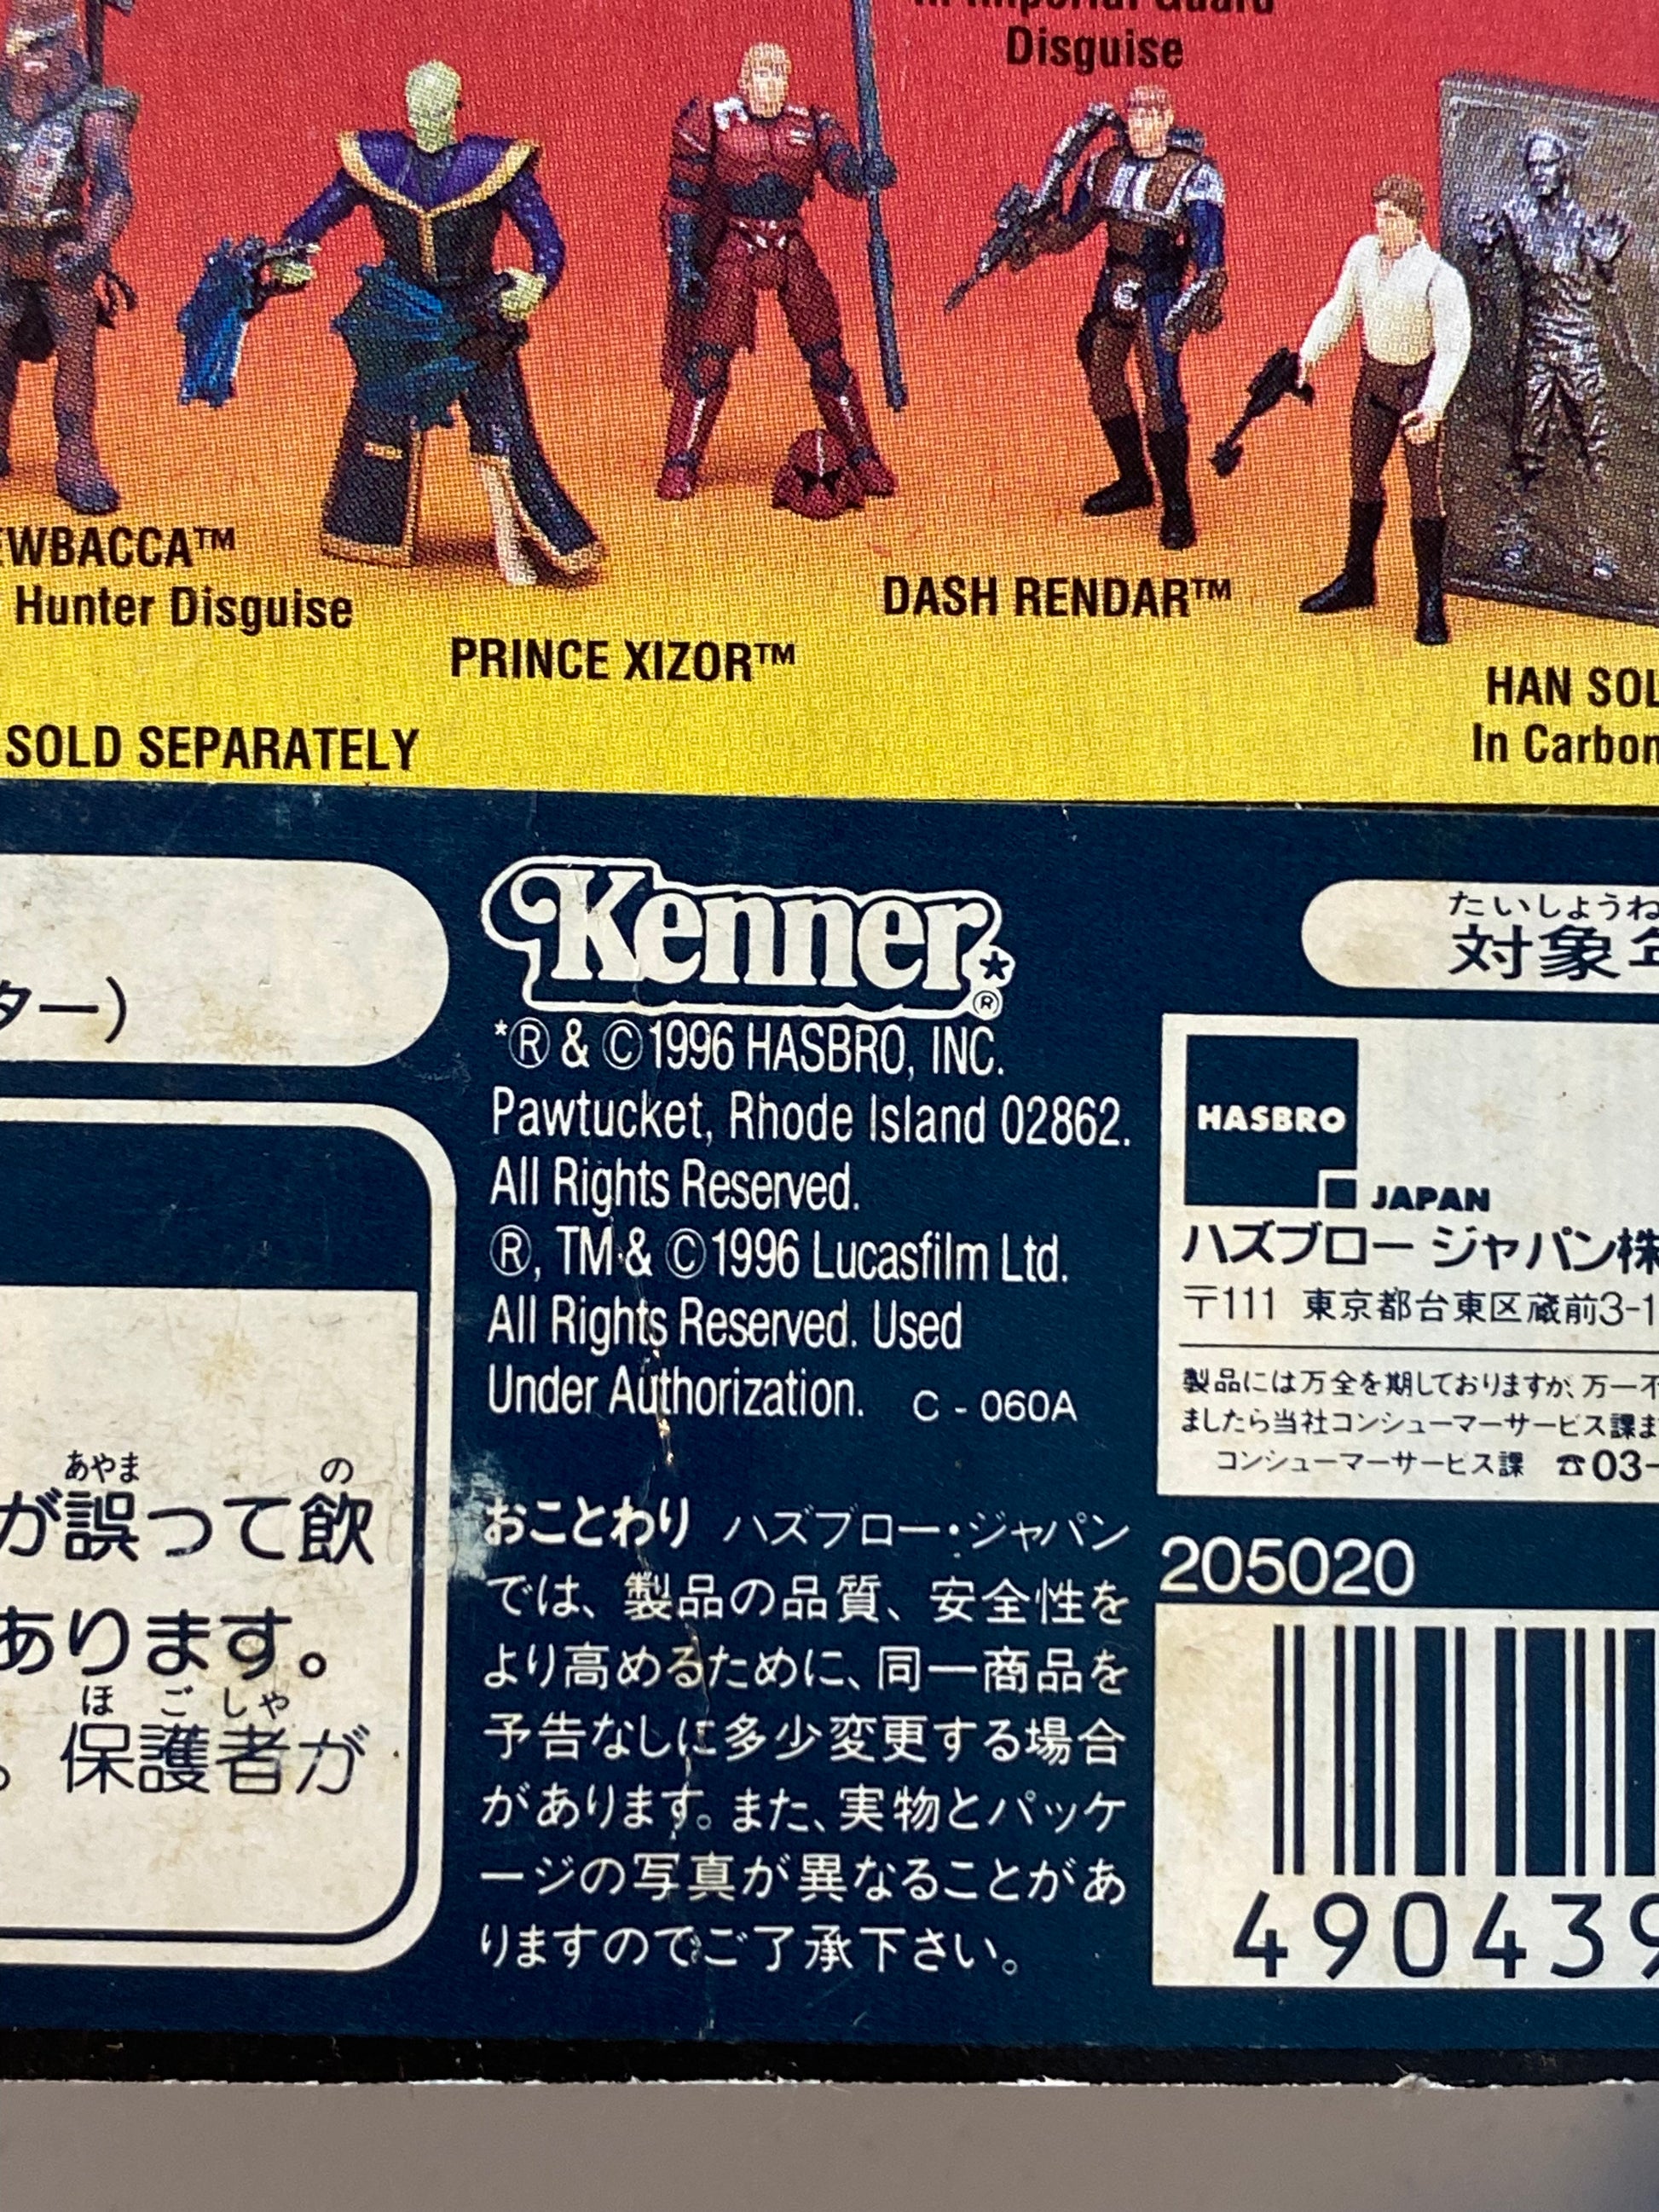 In Imperial Guard
Disguise
EWBACCA™
Hunter Disguise
PRINCE XIZOR™
DASH RENDAR™
HAN SOL
In Carbon
SOLD SEPARATELY
ター)
Kenner®
*® & ©1996 HASBRO, INC.
Pawtucket, Rhode Island 02862.
All Rights Reserved.
®, TM & ©1996 Lucasfilm Ltd.
All Rights Reserved. Used
Under Authorization. C - 060A
あやま の
が誤って飲
あります。
ほ ご しゃ
。保護者が
おことわり ハズブロー・ジャパン
では、製品の品質、安全性を
より高めるために、同一商品を
予告なしに多少変更する場合
があります。また、実物とパッケ
ージの写真が異なることがあ
りますのでご了承下さい。
たいしょうね
対象年
HASBRO
JAPAN
ハズブロー ジャパン株
〒111 東京都台東区蔵前3-1
製品には万全を期しておりますが、万一不
ましたら当社コンシューマーサービス課ま
コンシューマーサービス課 ☎03-
205020
490439